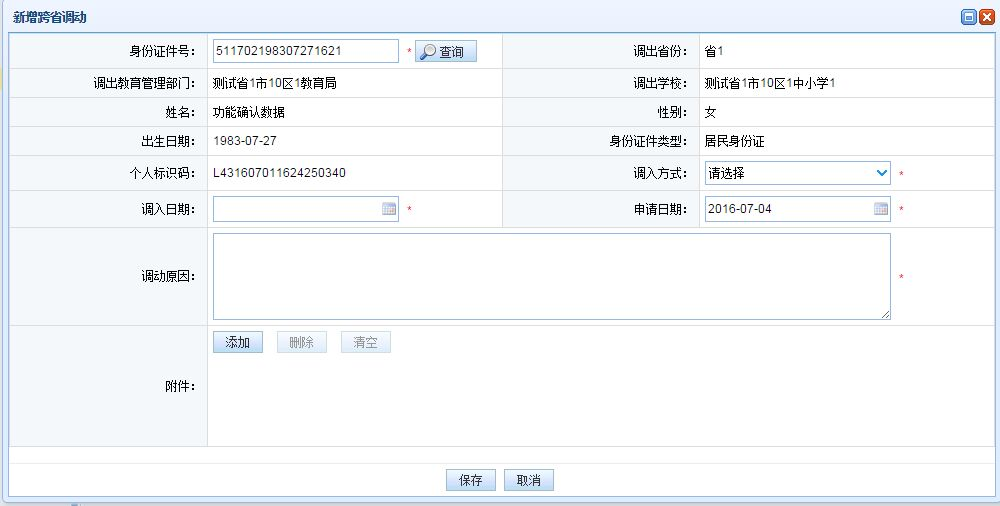 新增跨省调动
身份证件号： 511702198307271621 * 查询 调出省份： 省1
调出教育管理部门： 测试省1市10区1教育局 调出学校： 测试省1市10区1中小学1
姓名： 功能确认数据 性别： 女
出生日期： 1983-07-27 身份证件类型： 居民身份证
个人标识码： L431607011624250340 调入方式： 请选择 *
调入日期： * 申请日期： 2016-07-04 *
调动原因： *
添加 删除 清空
附件：
保存 取消